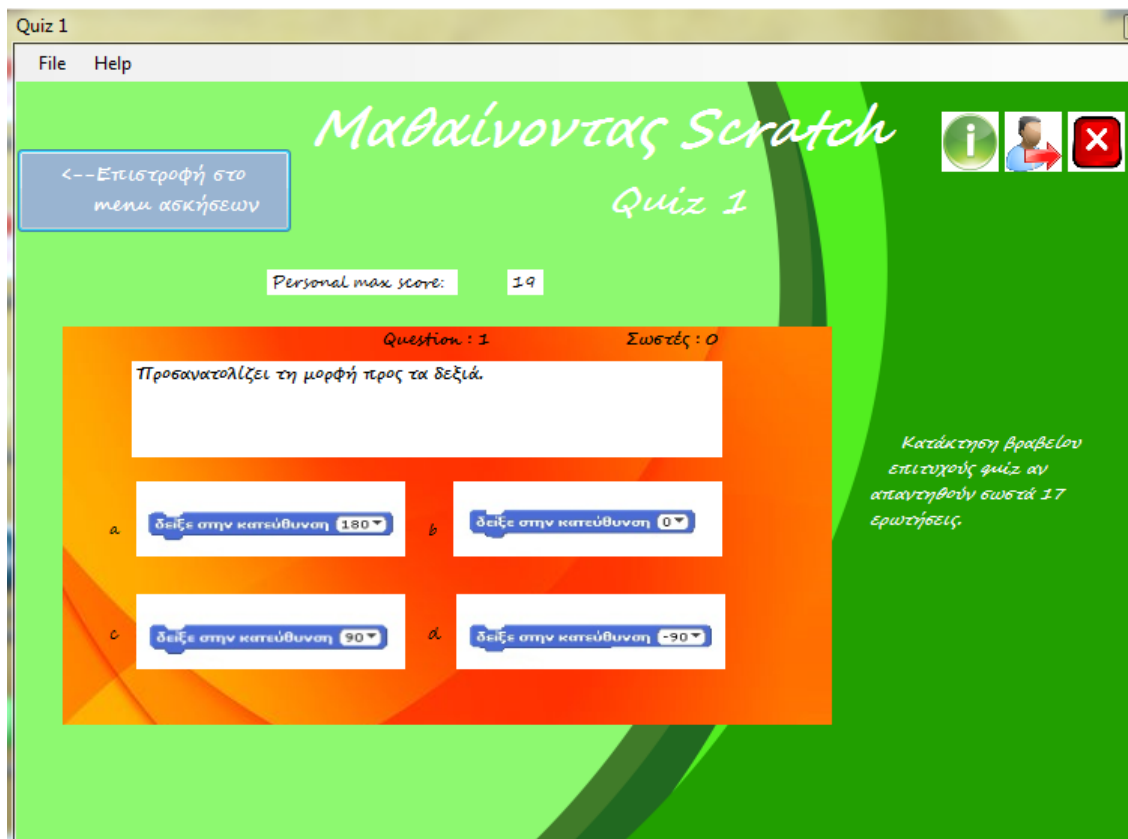 Quiz 1
File Help
Μαθαίνοντας Scratch
<--Επιστροφή στο
menu ασκήσεων
Quiz 1
Personal max score: 19
Question : 1 Σωστές : 0
Προσανατολίζει τη μορφή προς τα δεξιά.
a δείξε στην κατεύθυνση 180
b δείξε στην κατεύθυνση 0
c δείξε στην κατεύθυνση 90
d δείξε στην κατεύθυνση -90
Κατάκτηση βραβείου
επιτυχούς quiz αν
απαντηθούν σωστά 17
ερωτήσεις.